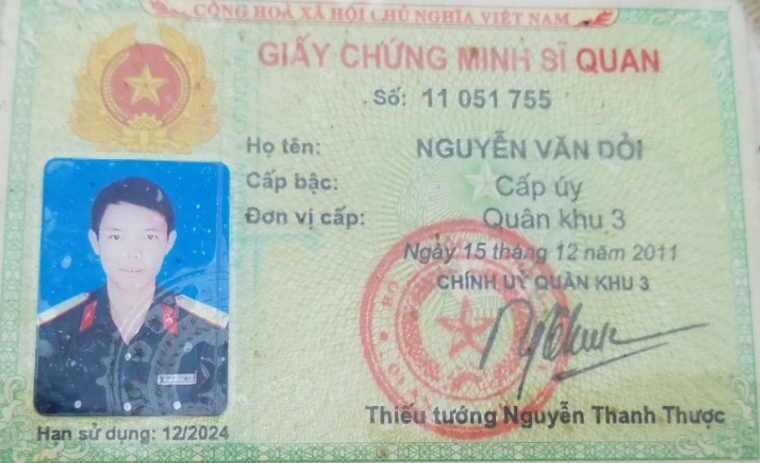 CỘNG HOÀ XÃ HỘI CHỦ NGHĨA VIỆT NAM
GIẤY CHỨNG MINH SĨ QUAN
Số: 11 051 755
Họ tên: NGUYỄN VĂN DỎI
Cấp bậc: Cấp úy
Đơn vị cấp: Quân khu 3
Ngày 15 tháng 12 năm 2011
CHÍNH UỶ QUÂN KHU 3
Thiếu tướng Nguyễn Thanh Thược
Hạn sử dụng: 12/2024